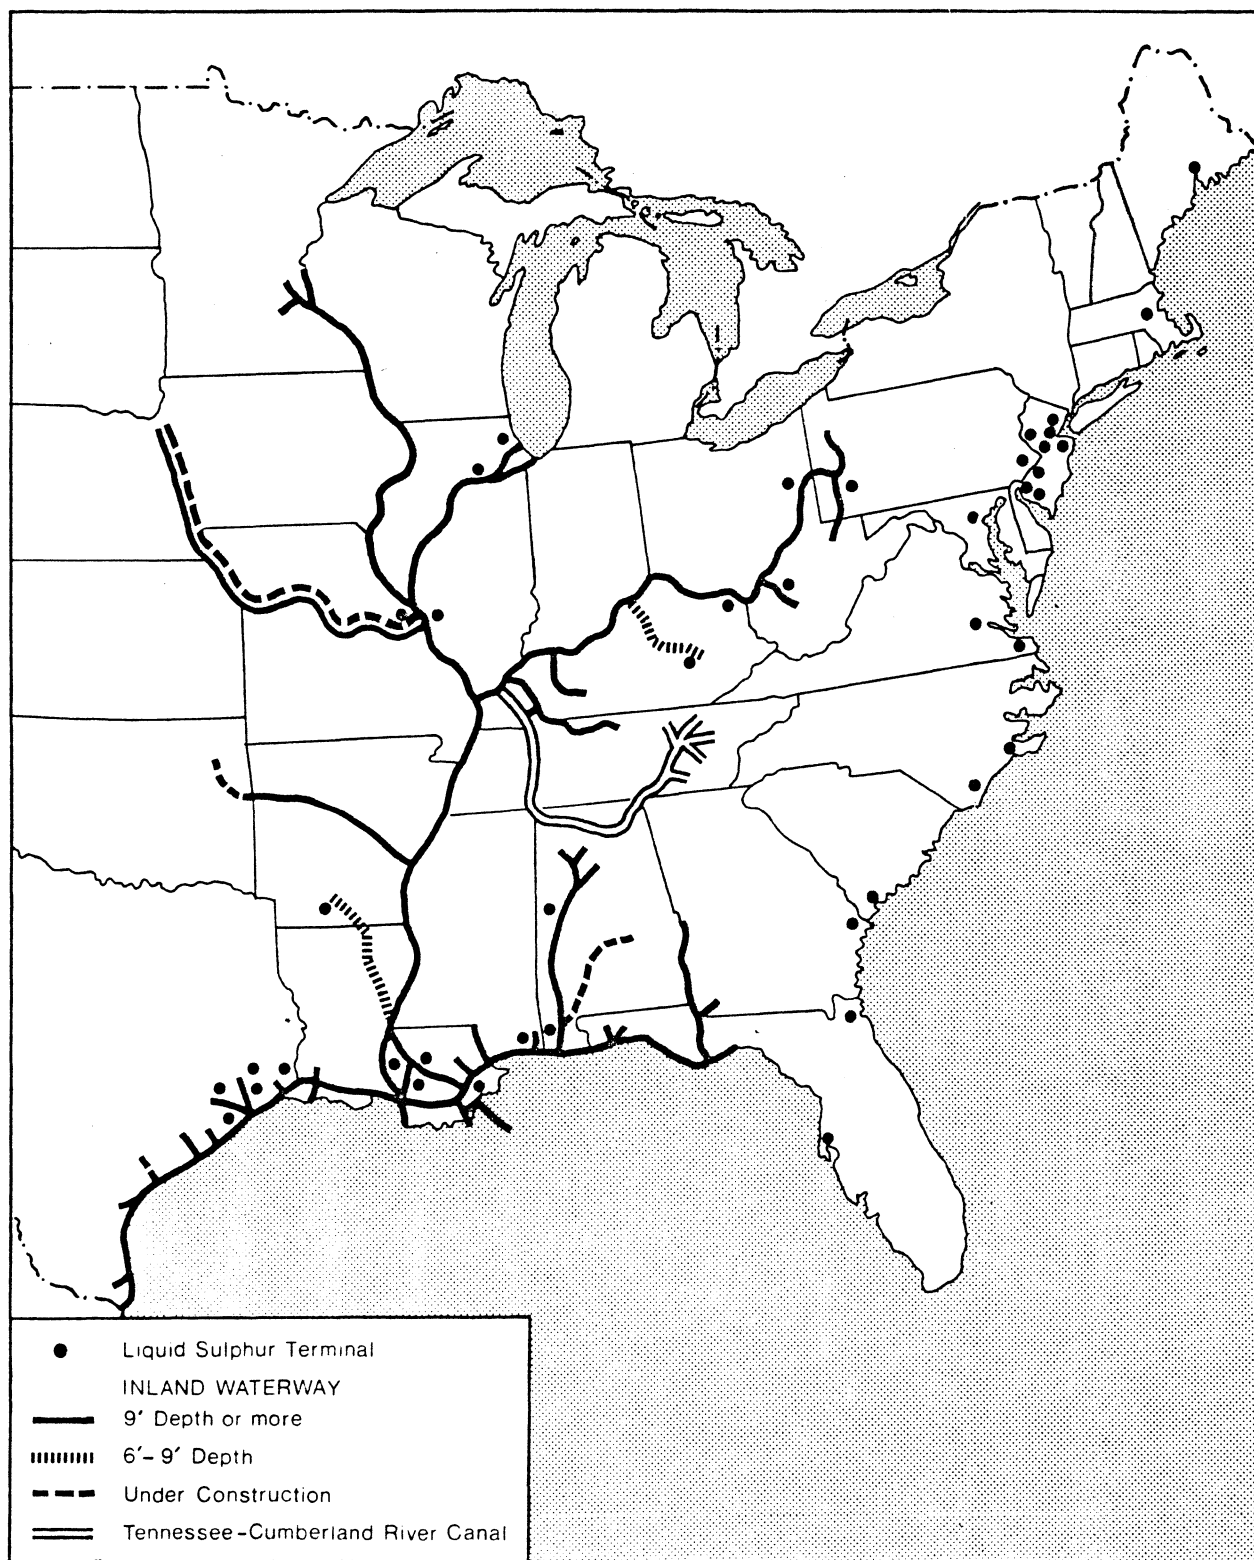 Liquid Sulphur Terminal
INLAND WATERWAY
9' Depth or more
6'-9' Depth
Under Construction
Tennessee-Cumberland River Canal